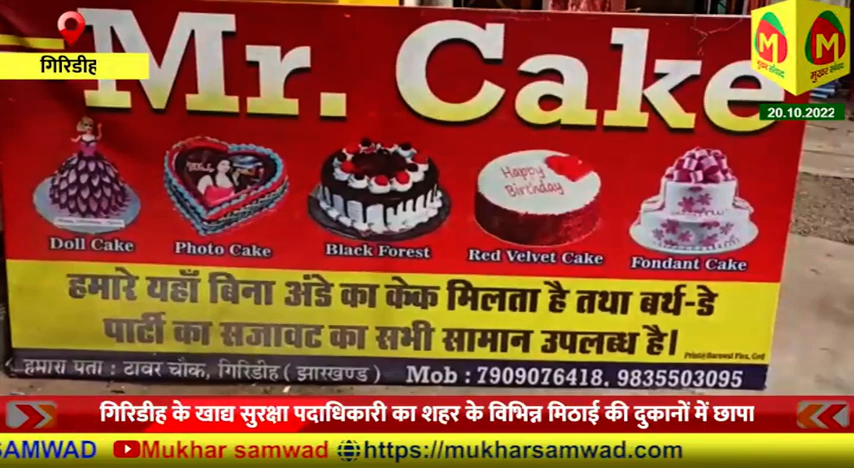 गिरिडीह
Mr. Cake
मुखर संवाद
20.10.2022
Happy
Birthday
Doll Cake
Photo Cake
Black Forest
Red Velvet Cake
Fondant Cake
हमारे यहाँ बिना अंडे का केक मिलता है तथा बर्थ-डे
पार्टी का सजावट का सभी सामान उपलब्ध है।
हमारा पता : टावर चौक, गिरिडीह ( झारखण्ड ) Mob : 7909076418, 9835503095
गिरिडीह के खाद्य सुरक्षा पदाधिकारी का शहर के विभिन्न मिठाई की दुकानों में छापा
SAMWAD Mukhar samwad https://mukharsamwad.com